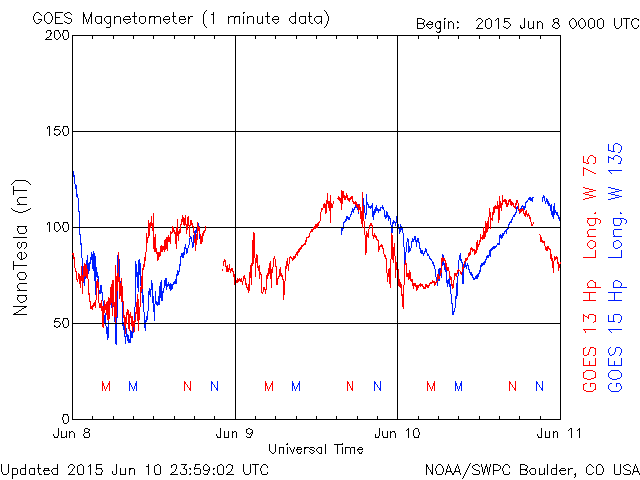 GOES Magnetometer (1 minute data)
Begin: 2015 Jun 8 0000 UTC
200
150
100
50
0
NanoTesla (nT)
M M N N M M N N M M N N
Jun 8 Jun 9 Jun 10 Jun 11
Universal Time
GOES 13 Hp Long. W 75
GOES 15 Hp Long. W 135
Updated 2015 Jun 10 23:59:02 UTC
NOAA/SWPC Boulder, CO USA